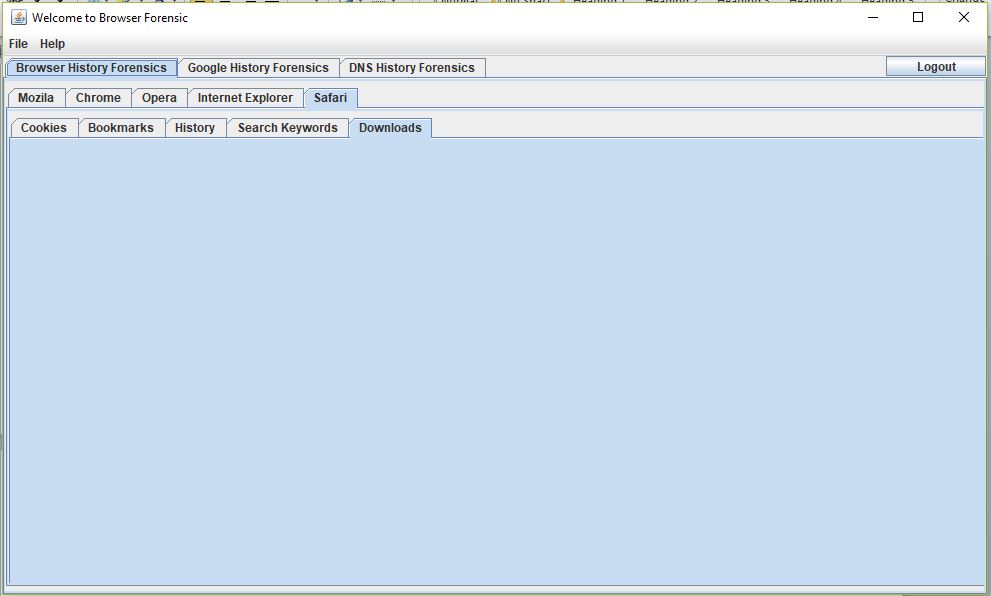 Welcome to Browser Forensic
File Help
Browser History Forensics Google History Forensics DNS History Forensics Logout
Mozila Chrome Opera Internet Explorer Safari
Cookies Bookmarks History Search Keywords Downloads